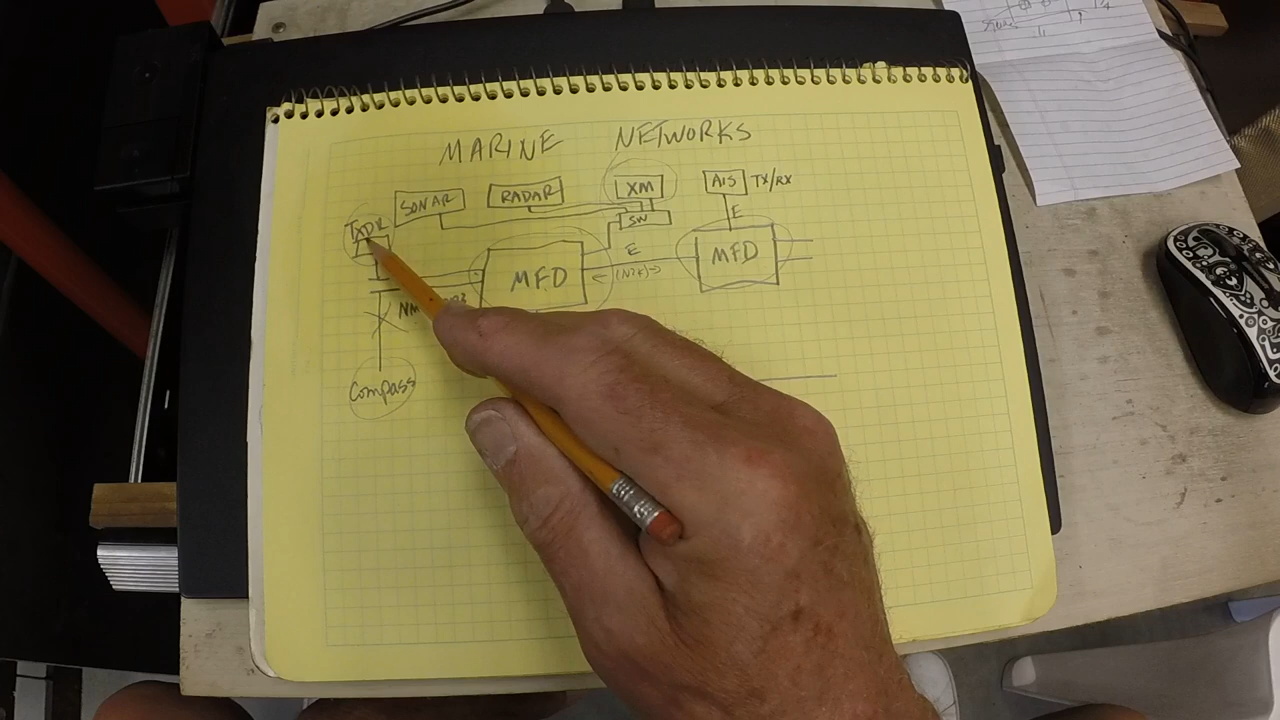 MARINE NETWORKS
SONAR
RADAR
XM
AIS TX/RX
TXDR
SW
E
MFD
E
MFD
(N2K)
Compass